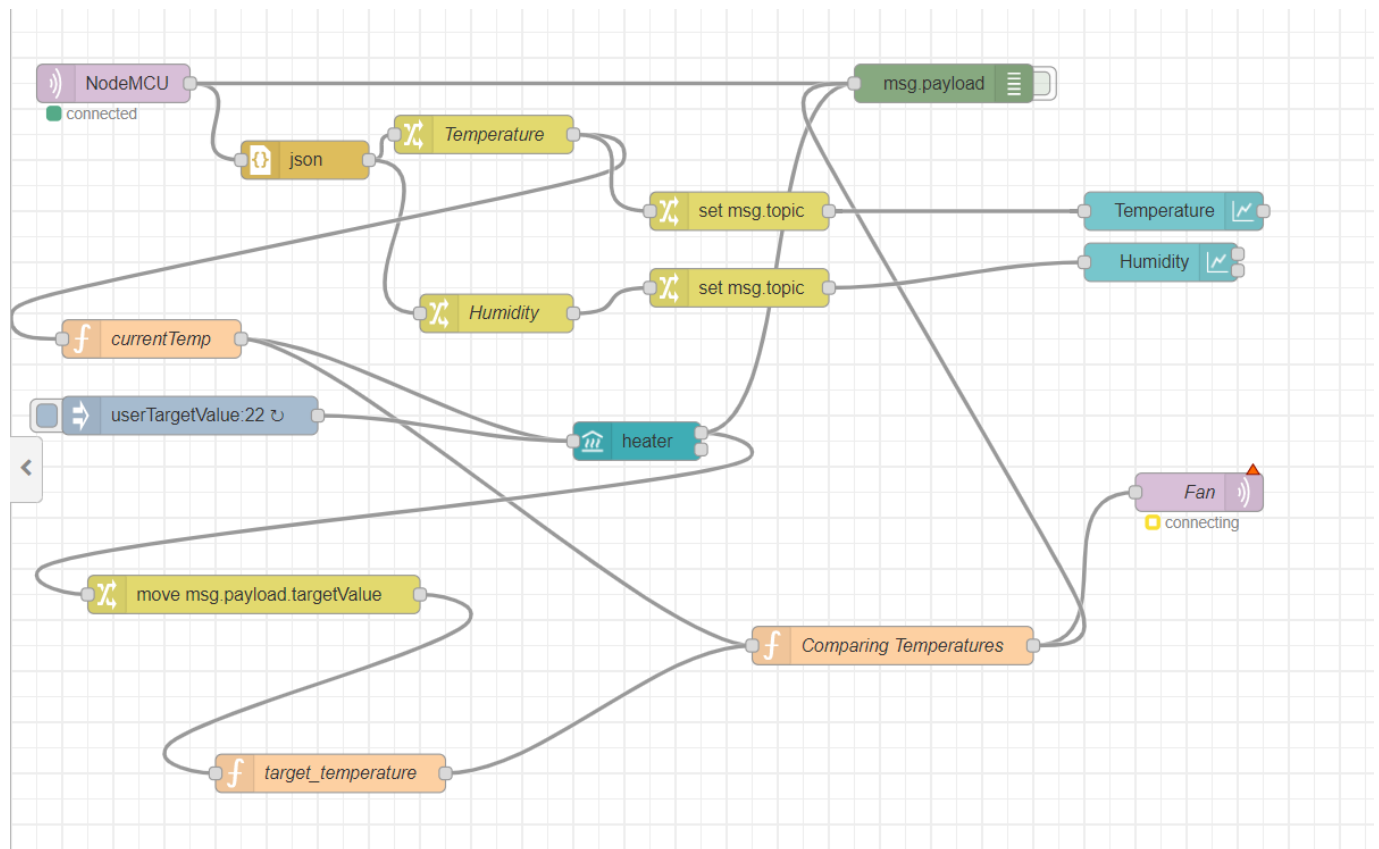 NodeMCU
connected
msg.payload
json
Temperature
set msg.topic
Temperature
Humidity
set msg.topic
Humidity
currentTemp
userTargetValue:22 ↻
heater
Fan
connecting
move msg.payload.targetValue
Comparing Temperatures
target_temperature